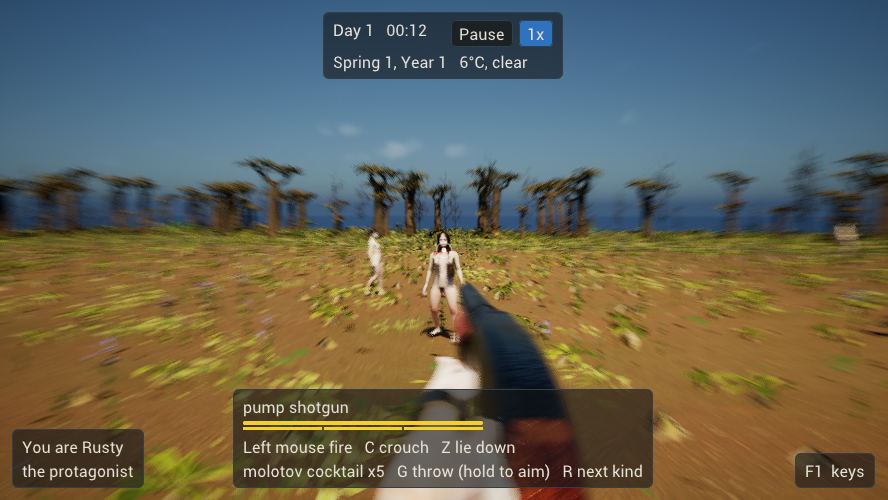 Day 1 00:12 Pause 1x
Spring 1, Year 1 6°C, clear
pump shotgun
Left mouse fire C crouch Z lie down
molotov cocktail x5 G throw (hold to aim) R next kind
You are Rusty
the protagonist
F1 keys